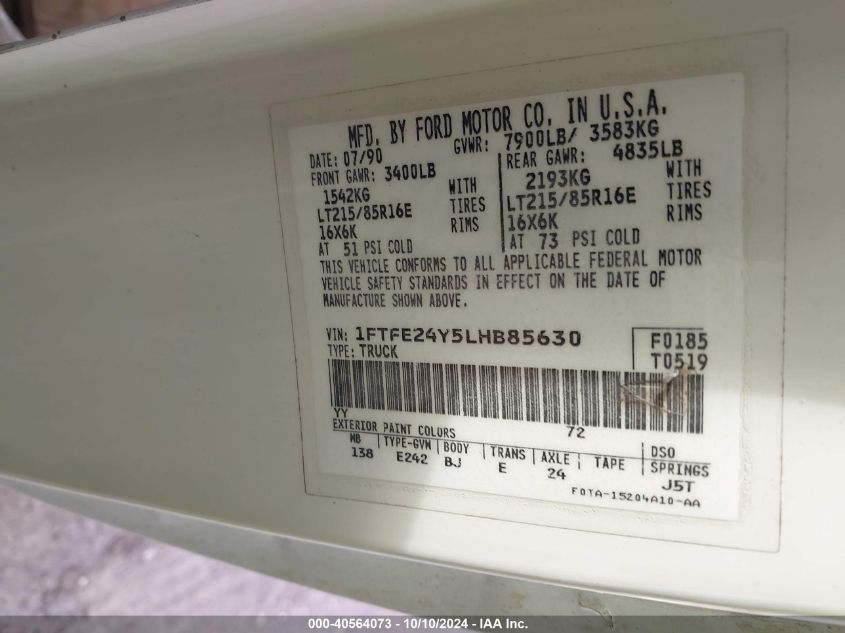 MFD. BY FORD MOTOR CO. IN U.S.A.
DATE: 07/90 GVWR: 7900LB/ 3583KG
FRONT GAWR: 3400LB REAR GAWR: 4835LB
1542KG WITH 2193KG WITH
LT215/85R16E TIRES LT215/85R16E TIRES
16X6K RIMS 16X6K RIMS
AT 51 PSI COLD AT 73 PSI COLD
THIS VEHICLE CONFORMS TO ALL APPLICABLE FEDERAL MOTOR
VEHICLE SAFETY STANDARDS IN EFFECT ON THE DATE OF
MANUFACTURE SHOWN ABOVE.
VIN: 1FTFE24Y5LHB85630 F0185
TYPE: TRUCK T0519
YY 72
EXTERIOR PAINT COLORS DSO
WB TYPE-GVW BODY TRANS AXLE TAPE SPRINGS
138 E242 BJ E 24 J5T
F0TA-15204A10-AA
000-40564073 - 10/10/2024 - IAA Inc.